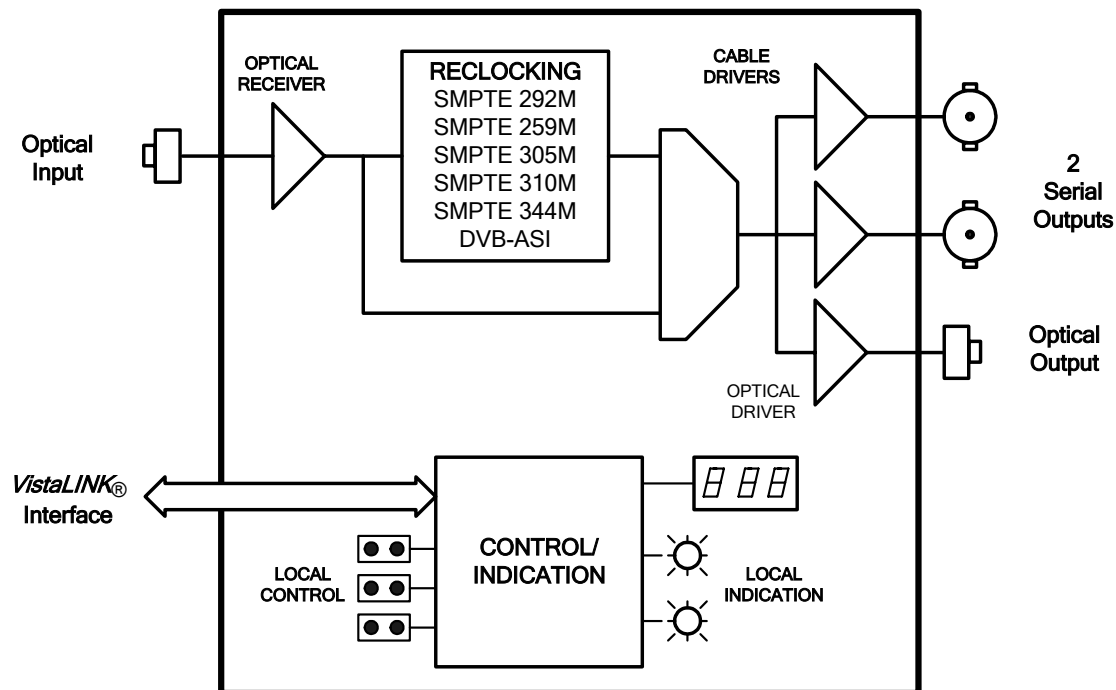 OPTICAL
RECEIVER
RECLOCKING
SMPTE 292M
SMPTE 259M
SMPTE 305M
SMPTE 310M
SMPTE 344M
DVB-ASI
CABLE
DRIVERS
Optical
Input
2
Serial
Outputs
Optical
Output
OPTICAL
DRIVER
VistaLINK®
Interface
888
CONTROL/
INDICATION
LOCAL
CONTROL
LOCAL
INDICATION